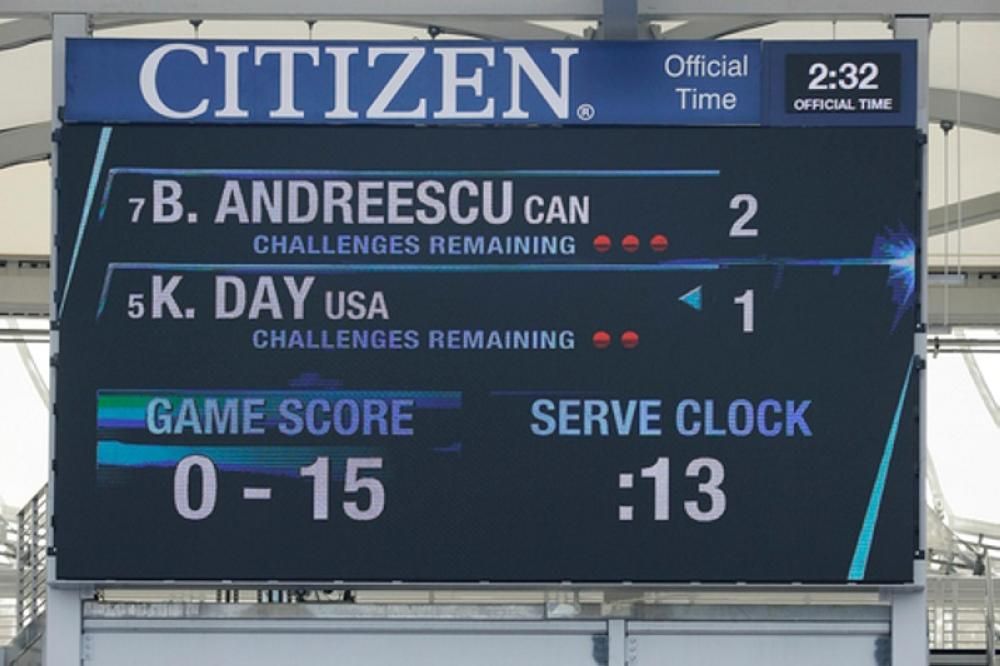 CITIZEN®
Official
Time
2:32
OFFICIAL TIME
7 B. ANDREESCU CAN 2
CHALLENGES REMAINING
5 K. DAY USA 1
CHALLENGES REMAINING
GAME SCORE
0 - 15
SERVE CLOCK
:13